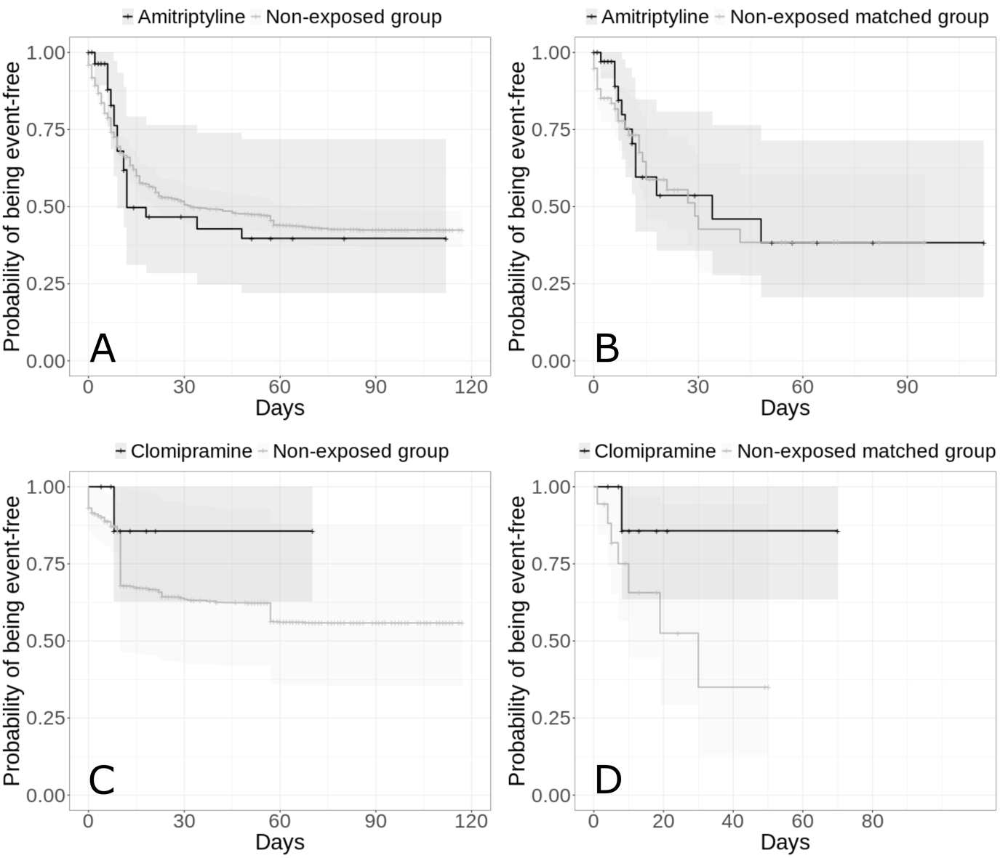 Amitriptyline Non-exposed group
Probability of being event-free
1.00
0.75
0.50
0.25
0.00
A
0 30 60 90 120
Days
Amitriptyline Non-exposed matched group
Probability of being event-free
1.00
0.75
0.50
0.25
0.00
B
0 30 60 90
Days
Clomipramine Non-exposed group
Probability of being event-free
1.00
0.75
0.50
0.25
0.00
C
0 30 60 90 120
Days
Clomipramine Non-exposed matched group
Probability of being event-free
1.00
0.75
0.50
0.25
0.00
D
0 20 40 60 80
Days